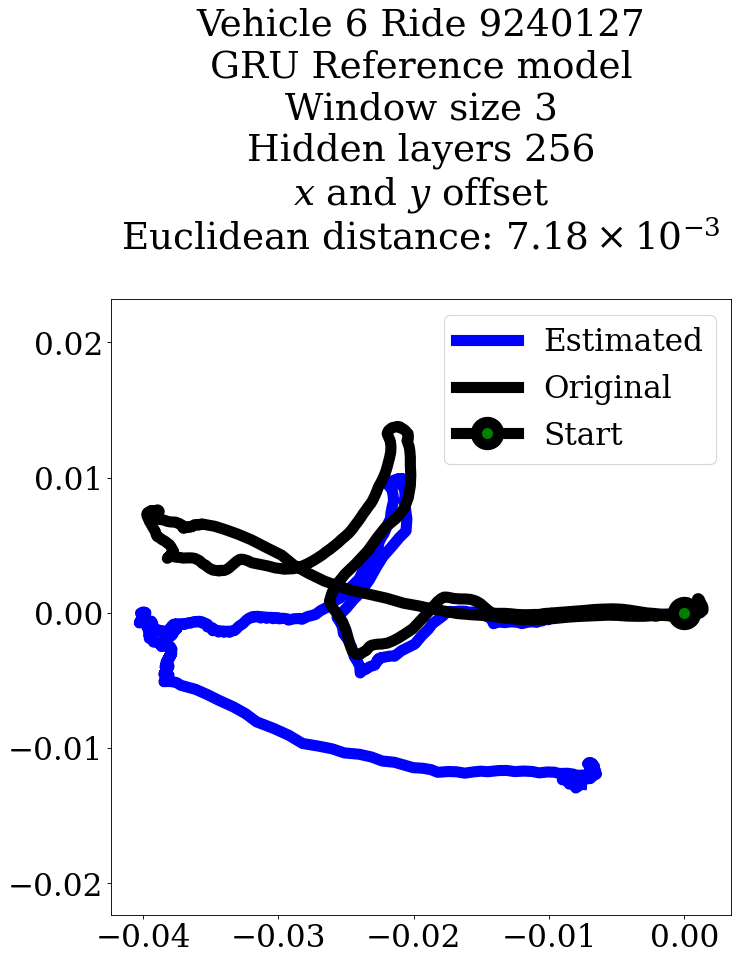 Vehicle 6 Ride 9240127
GRU Reference model
Window size 3
Hidden layers 256
x and y offset
Euclidean distance: 7.18 × 10⁻³
Estimated
Original
Start
0.02
0.01
0.00
−0.01
−0.02
−0.04 −0.03 −0.02 −0.01 0.00